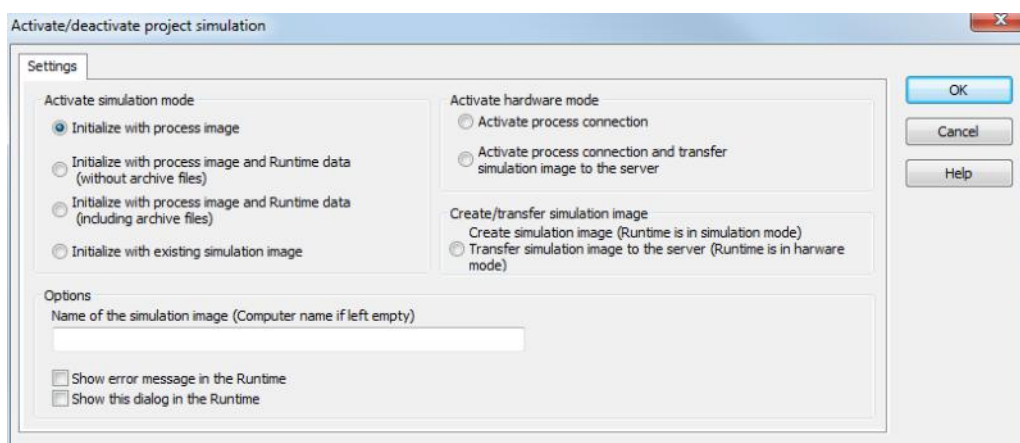 Activate/deactivate project simulation
Settings
Activate simulation mode
Initialize with process image
Initialize with process image and Runtime data
(without archive files)
Initialize with process image and Runtime data
(including archive files)
Initialize with existing simulation image
Activate hardware mode
Activate process connection
Activate process connection and transfer
simulation image to the server
Create/transfer simulation image
Create simulation image (Runtime is in simulation mode)
Transfer simulation image to the server (Runtime is in harware
mode)
Options
Name of the simulation image (Computer name if left empty)
Show error message in the Runtime
Show this dialog in the Runtime
OK
Cancel
Help